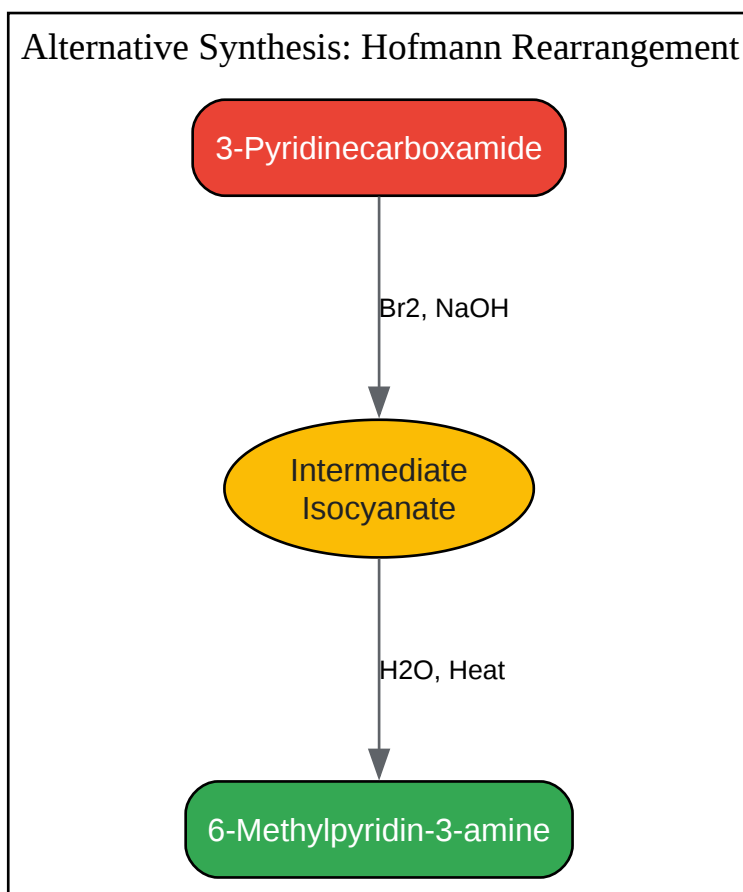 Alternative Synthesis: Hofmann Rearrangement
3-Pyridinecarboxamide
Br2, NaOH
Intermediate
Isocyanate
H2O, Heat
6-Methylpyridin-3-amine